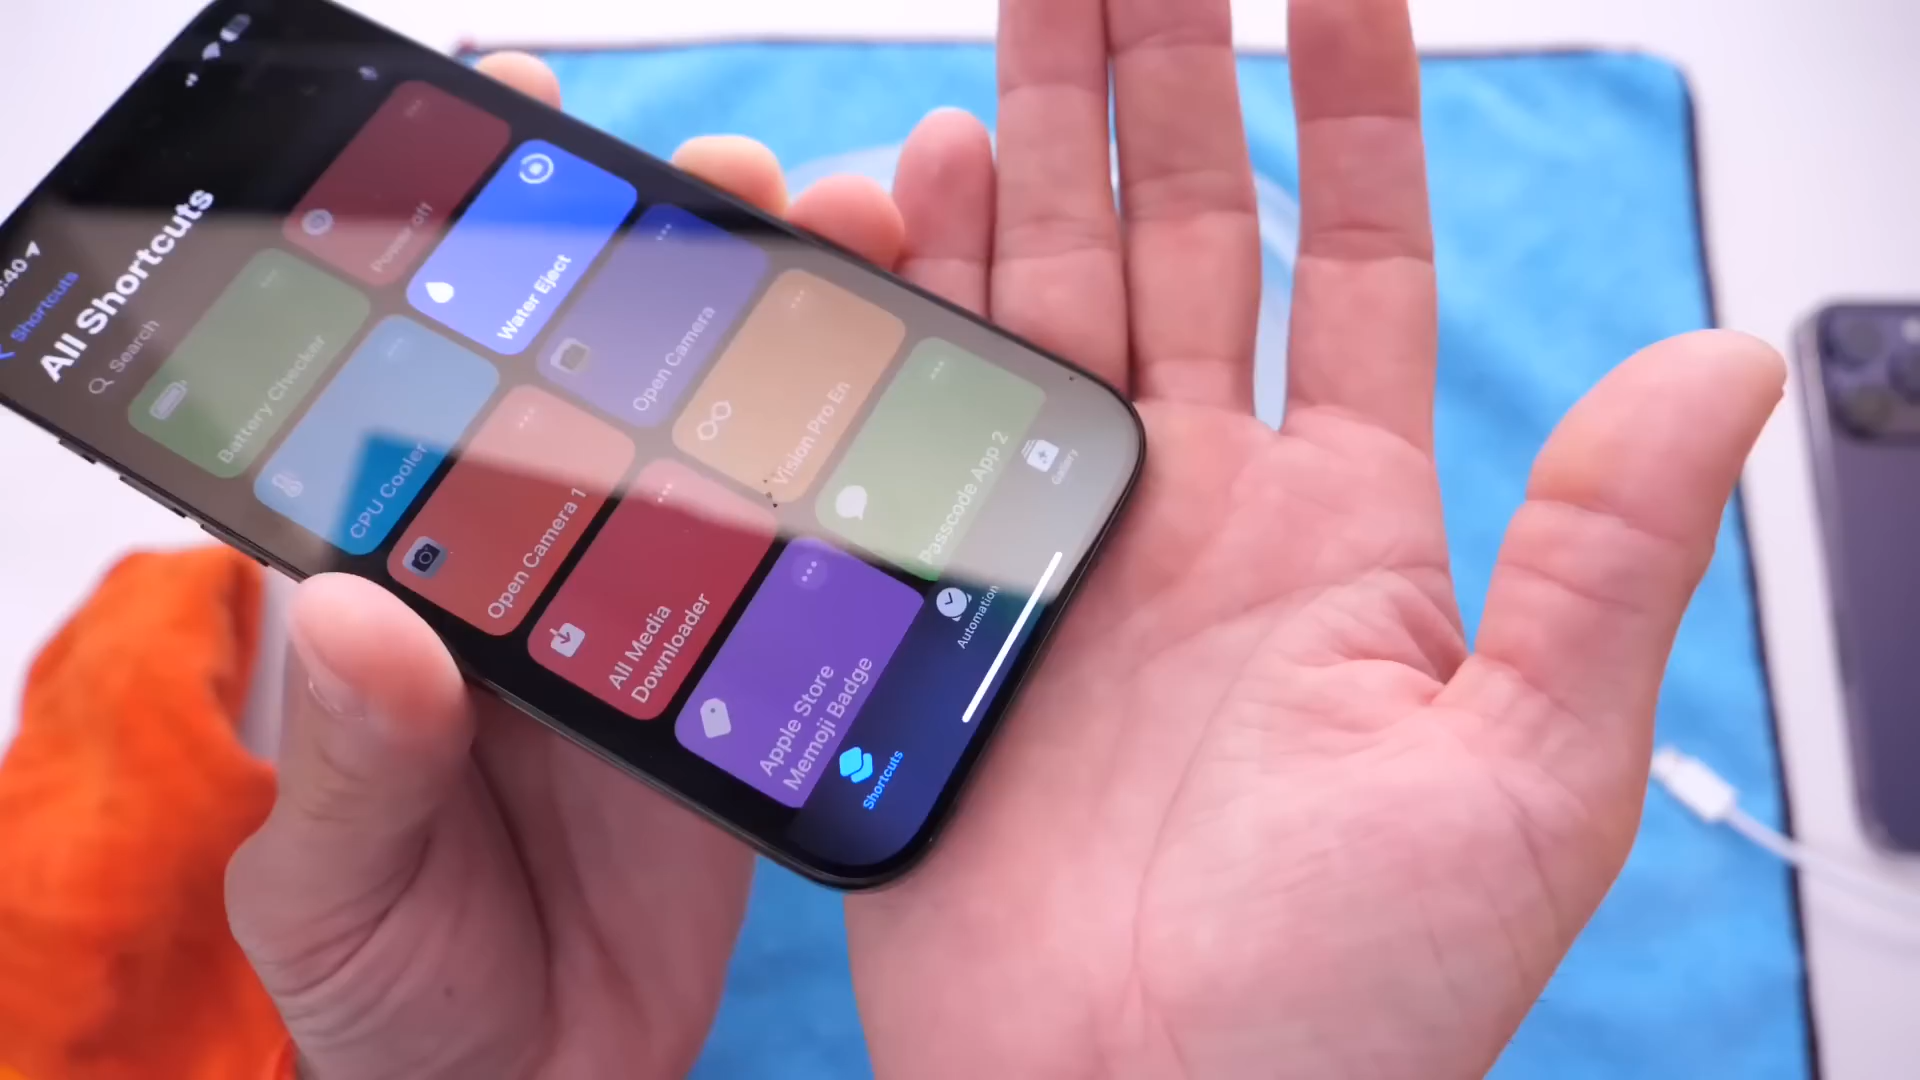 :40
Shortcuts
All Shortcuts
Search
Battery Checker
Power off
CPU Cooler
Water Eject
Open Camera 1
Open Camera
All Media
Downloader
Vision Pro En
Apple Store
Memoji Badge
Passcode App 2
Shortcuts
Automation
Gallery